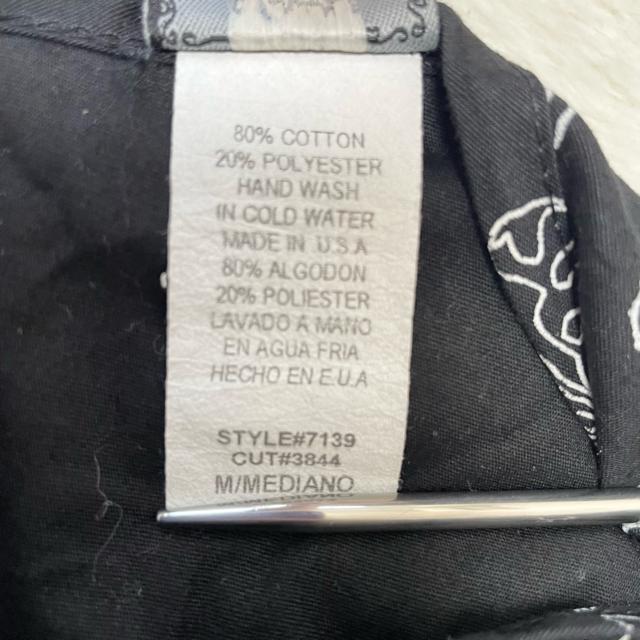 80% COTTON
20% POLYESTER
HAND WASH
IN COLD WATER
MADE IN U.S.A
80% ALGODON
20% POLIESTER
LAVADO A MANO
EN AGUA FRIA
HECHO EN E.U.A
STYLE#7139
CUT#3844
M/MEDIANO